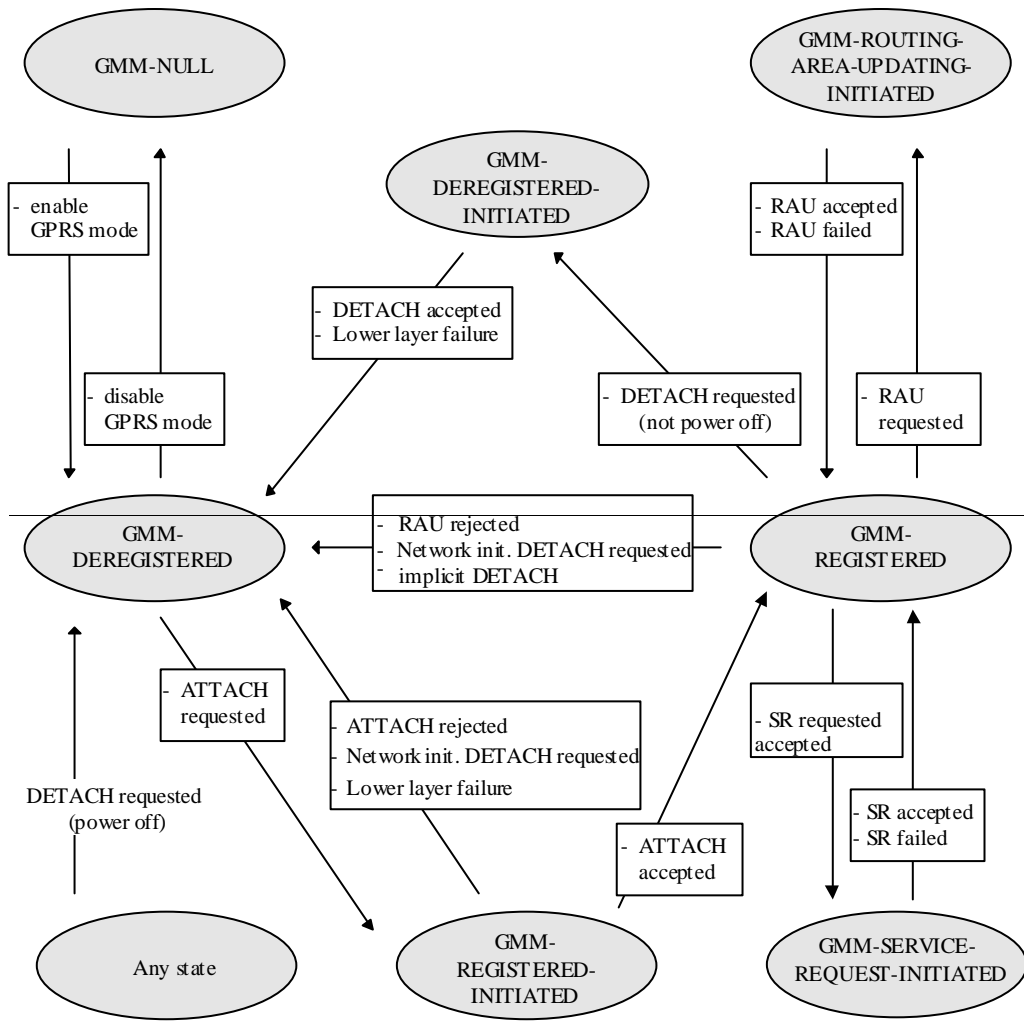 GMM-NULL
GMM-ROUTING-
AREA-UPDATING-
INITIATED
GMM-
DEREGISTERED-
INITIATED
- enable
GPRS mode
- RAU accepted
- RAU failed
- DETACH accepted
- Lower layer failure
- disable
GPRS mode
- DETACH requested
(not power off)
- RAU
requested
GMM-
DEREGISTERED
- RAU rejected
- Network init. DETACH requested
- implicit DETACH
GMM-
REGISTERED
- ATTACH
requested
- ATTACH rejected
- Network init. DETACH requested
- Lower layer failure
- SR requested
accepted
DETACH requested
(power off)
- ATTACH
accepted
- SR accepted
- SR failed
Any state
GMM-
REGISTERED-
INITIATED
GMM-SERVICE-
REQUEST-INITIATED